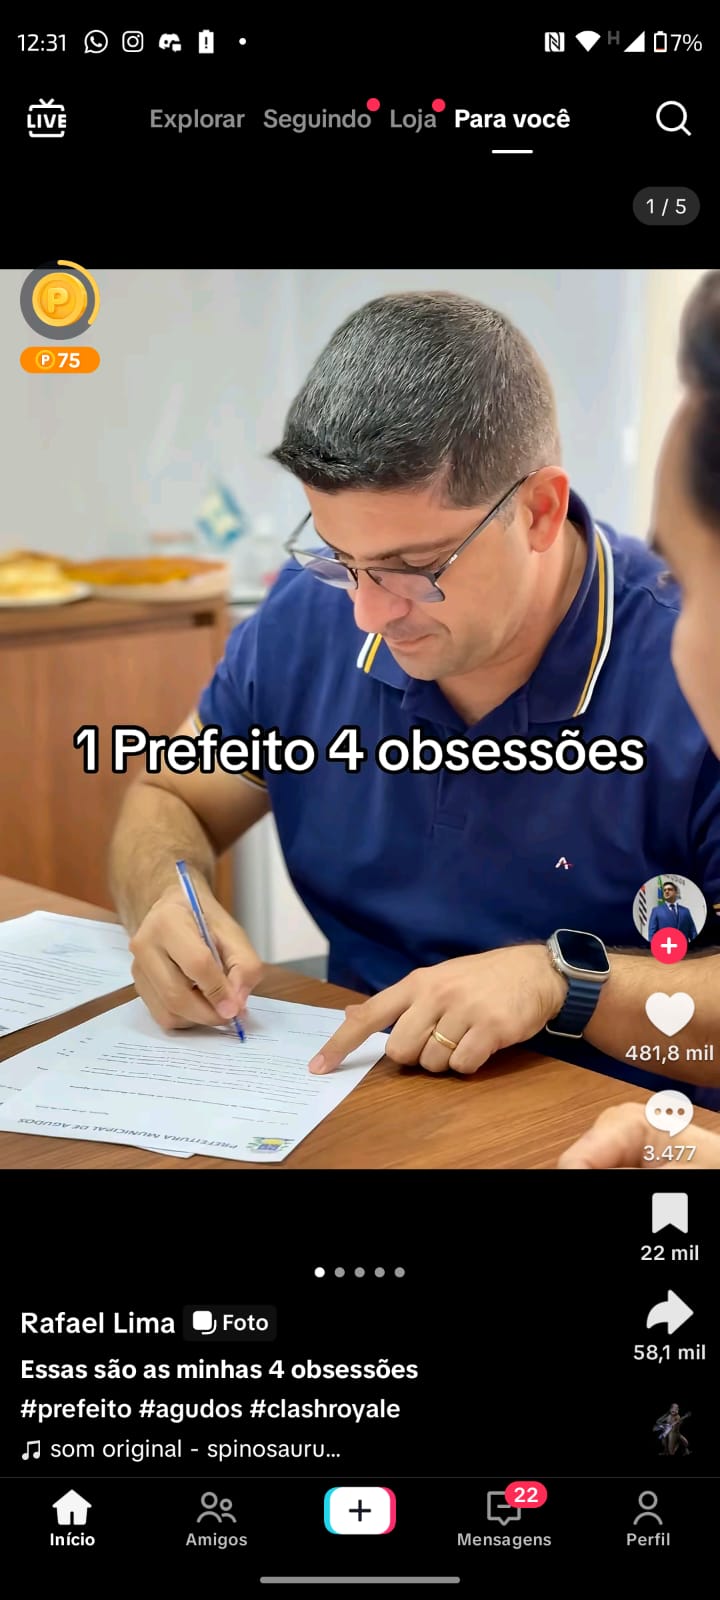 12:31
H
7%
LIVE
Explorar Seguindo Loja Para você
1 / 5
P
P 75
1 Prefeito 4 obsessões
PREFEITURA MUNICIPAL DE AGUDOS
481,8 mil
3.477
22 mil
58,1 mil
Rafael Lima Foto
Essas são as minhas 4 obsessões
#prefeito #agudos #clashroyale
som original - spinosauru...
22
Início Amigos Mensagens Perfil